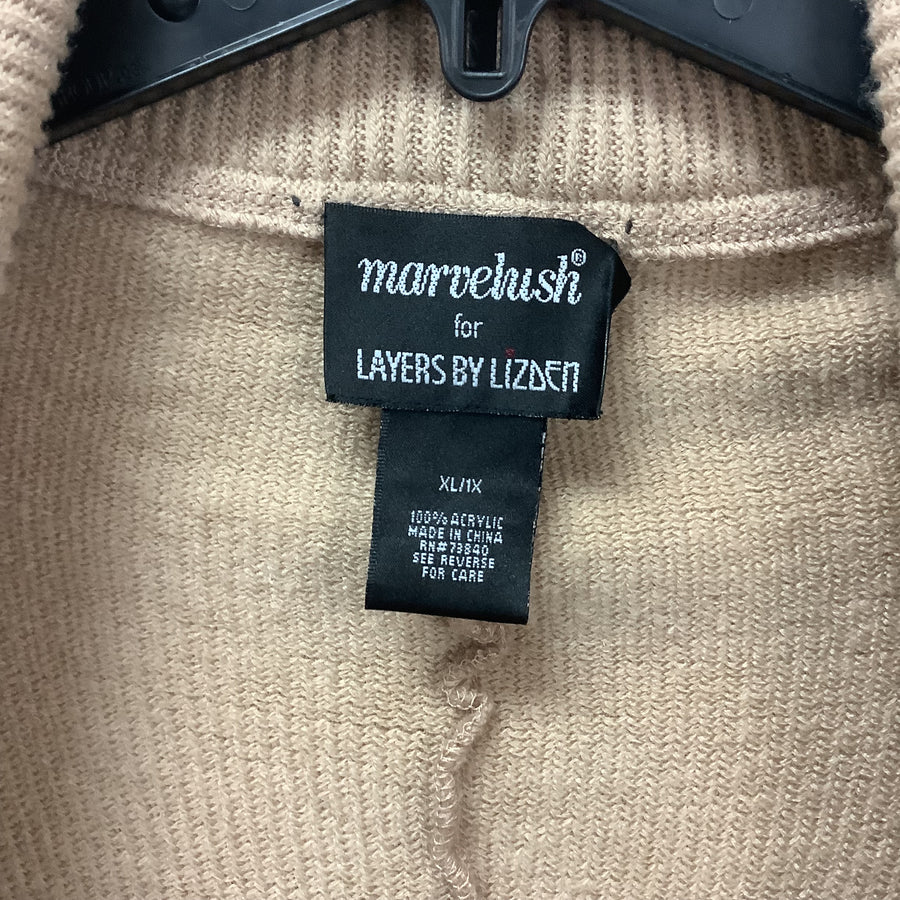 marvelush®
for
LAYERS BY LiZDEN
XL/1X
100% ACRYLIC
MADE IN CHINA
RN#73840
SEE REVERSE
FOR CARE